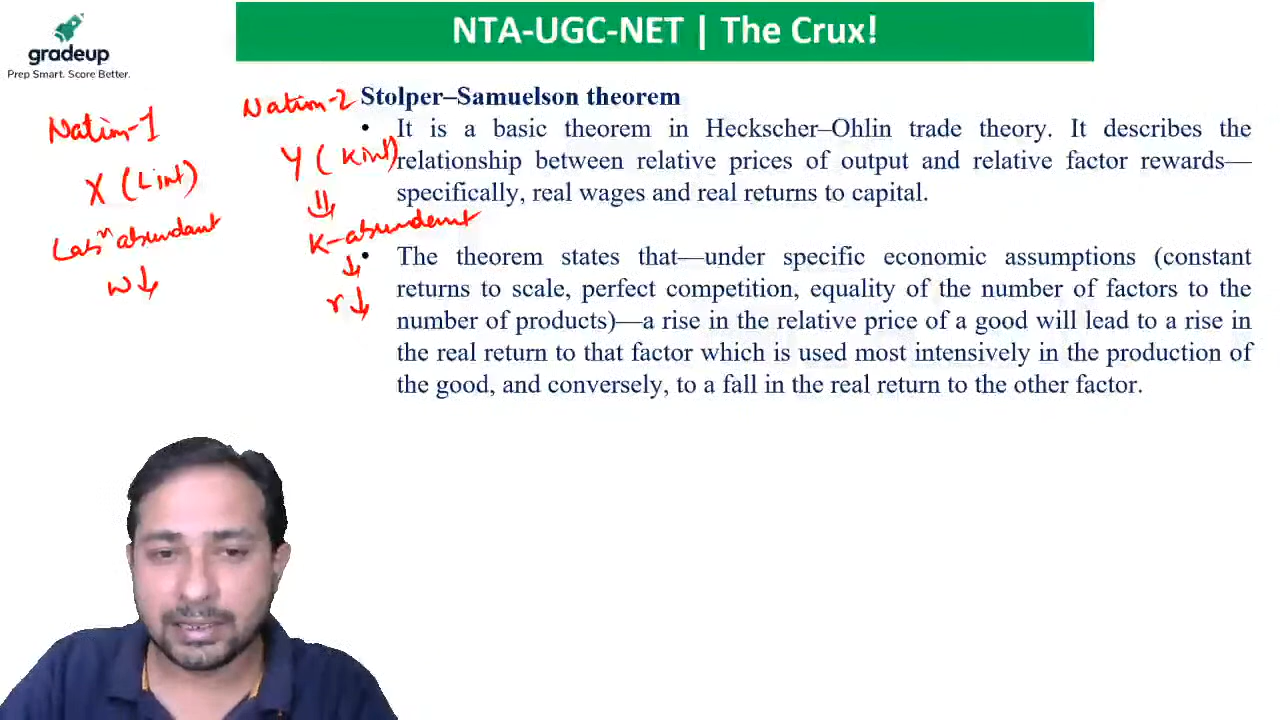 NTA-UGC-NET | The Crux!
gradeup
Prep Smart. Score Better.
Nation-1
X (L int)
Labr abundant
w↓
Nation-2
Y (K int)
⇓
K-abundant
↓
r↓
Stolper–Samuelson theorem
• It is a basic theorem in Heckscher–Ohlin trade theory. It describes the
relationship between relative prices of output and relative factor rewards—
specifically, real wages and real returns to capital.
• The theorem states that—under specific economic assumptions (constant
returns to scale, perfect competition, equality of the number of factors to the
number of products)—a rise in the relative price of a good will lead to a rise in
the real return to that factor which is used most intensively in the production of
the good, and conversely, to a fall in the real return to the other factor.